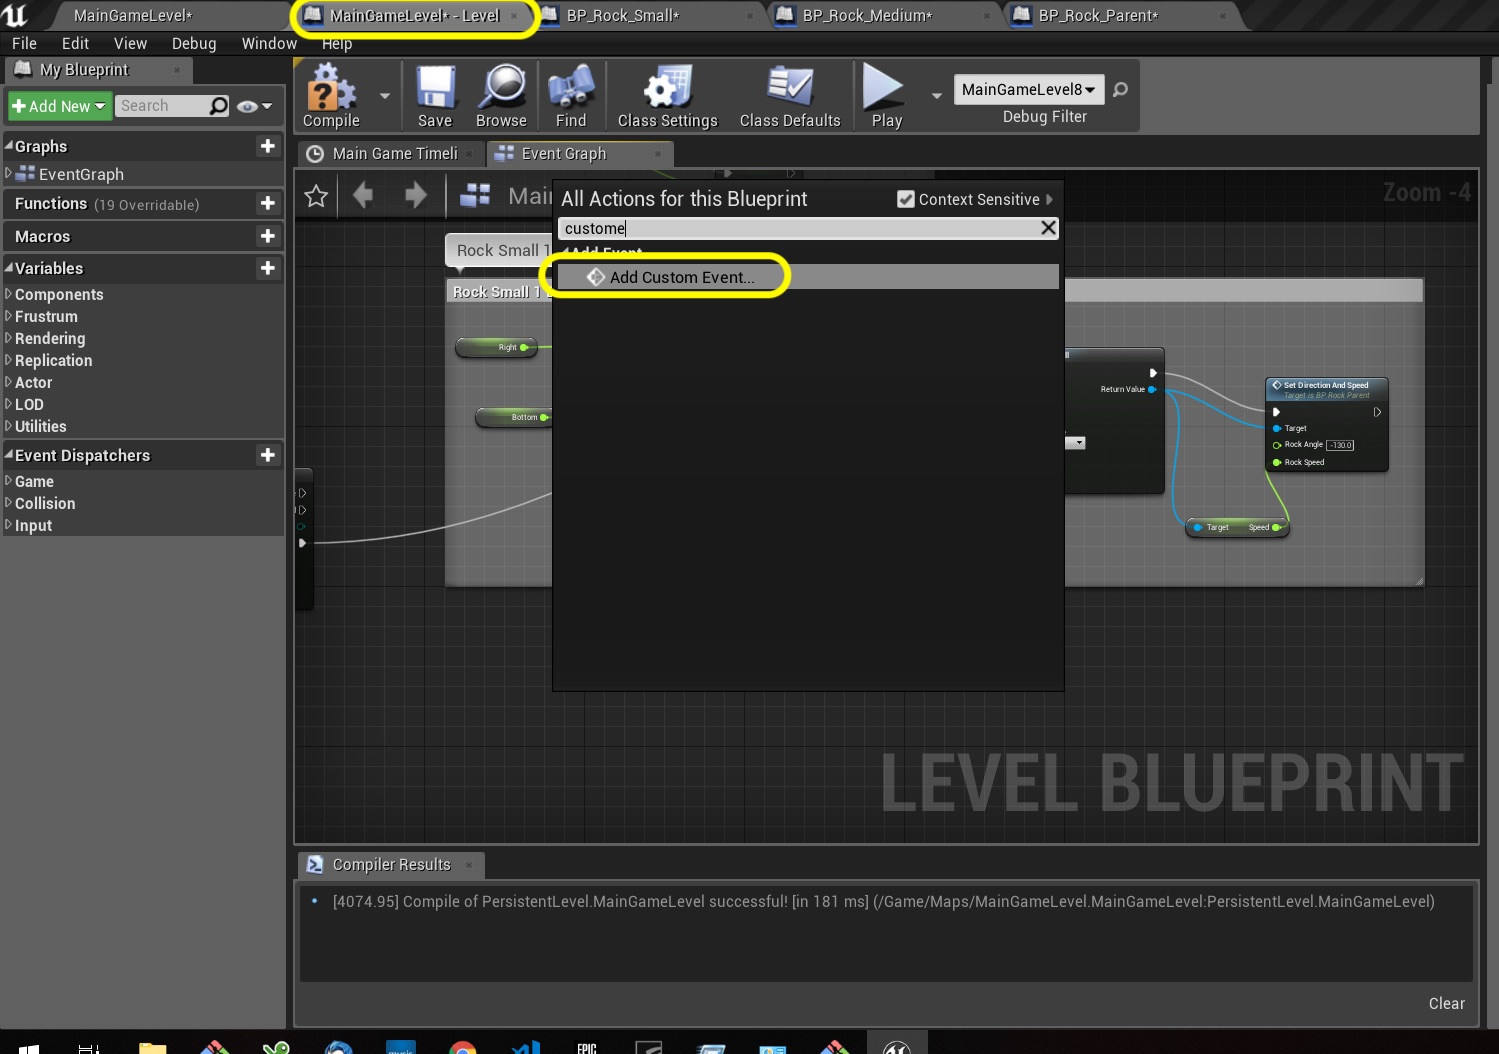 MainGameLevel*
MainGameLevel* - Level
BP_Rock_Small*
BP_Rock_Medium*
BP_Rock_Parent*
File Edit View Debug Window Help
My Blueprint
Add New
Search
Compile
Save
Browse
Find
Class Settings
Class Defaults
Play
MainGameLevel8
Debug Filter
Graphs
EventGraph
Functions (19 Overridable)
Macros
Variables
Components
Frustrum
Rendering
Replication
Actor
LOD
Utilities
Event Dispatchers
Game
Collision
Input
Main Game Timeli
Event Graph
Mai
Zoom -4
All Actions for this Blueprint
Context Sensitive
custome
Add Event
Add Custom Event...
Rock Small 1
Rock Small 1
Right
Bottom
Return Value
Set Direction And Speed
Target is BP Rock Parent
Target
Rock Angle -130.0
Rock Speed
Target Speed
LEVEL BLUEPRINT
Compiler Results
[4074.95] Compile of PersistentLevel.MainGameLevel successful! [in 181 ms] (/Game/Maps/MainGameLevel.MainGameLevel:PersistentLevel.MainGameLevel)
Clear
music
EPIC